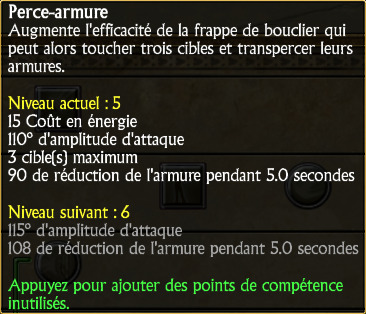 Perce-armure
Augmente l'efficacité de la frappe de bouclier qui
peut alors toucher trois cibles et transpercer leurs
armures.
Niveau actuel : 5
15 Coût en énergie
110° d'amplitude d'attaque
3 cible(s) maximum
90 de réduction de l'armure pendant 5.0 secondes
Niveau suivant : 6
115° d'amplitude d'attaque
108 de réduction de l'armure pendant 5.0 secondes
Appuyez pour ajouter des points de compétence
inutilisés.